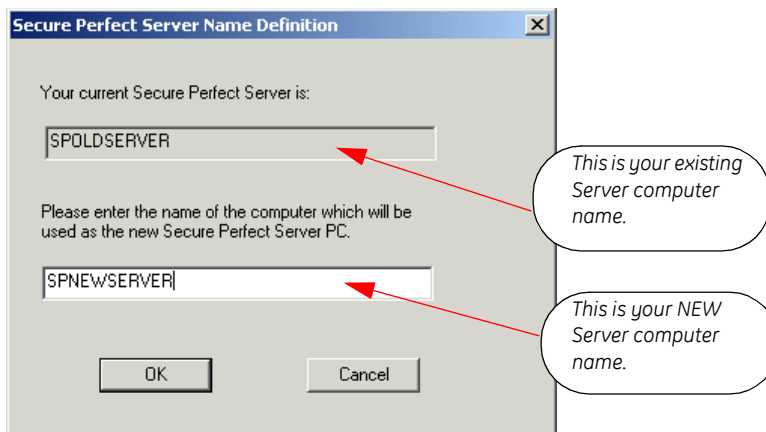 Secure Perfect Server Name Definition
Your current Secure Perfect Server is:
SPOLDSERVER
This is your existing
Server computer
name.
Please enter the name of the computer which will be
used as the new Secure Perfect Server PC.
SPNEWSERVER
This is your NEW
Server computer
name.
OK
Cancel